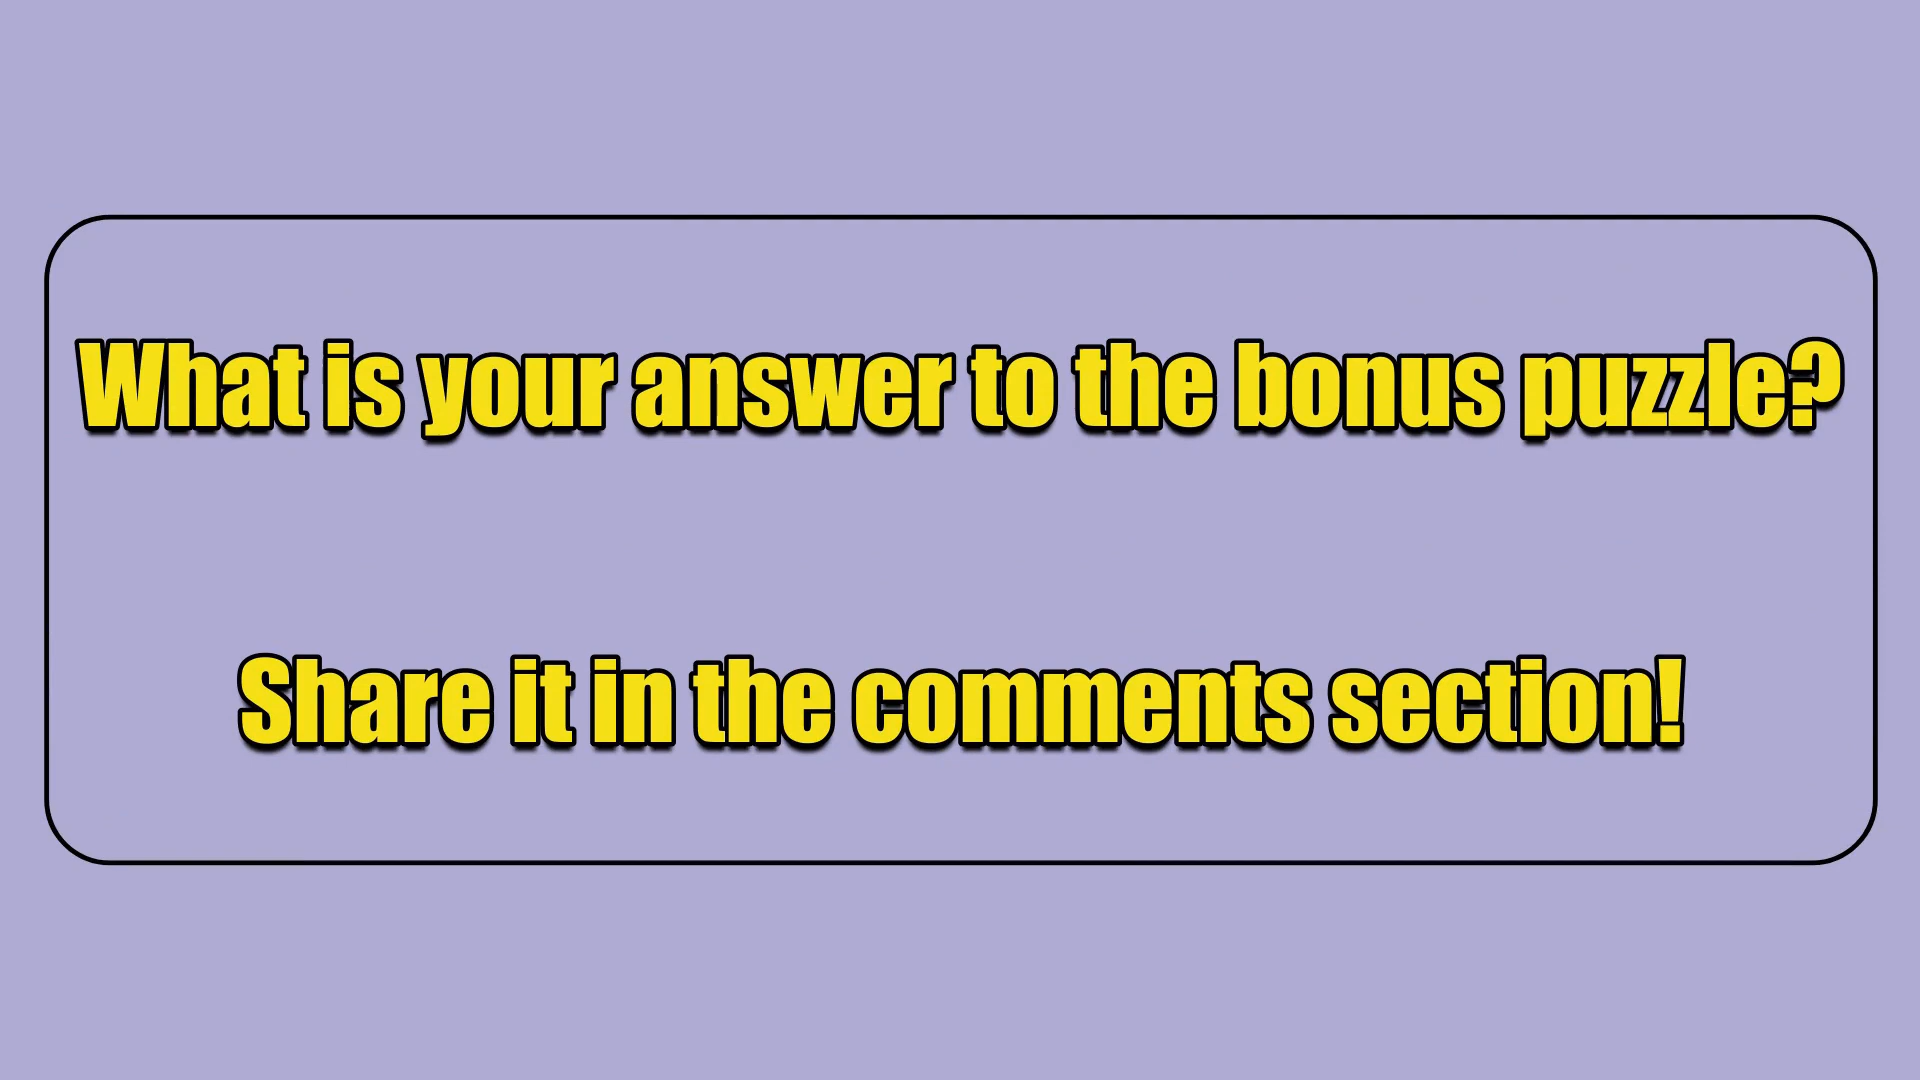 What is your answer to the bonus puzzle?
Share it in the comments section!